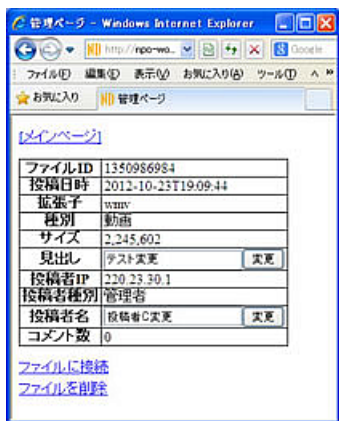 管理ページ - Windows Internet Explorer
http://npo-wo...
Google
ファイル(F) 編集(E) 表示(V) お気に入り(A) ツール(T) »
お気に入り 管理ページ
[メインページ]
ファイルID 1350986984
投稿日時 2012-10-23T19:09:44
拡張子 wmv
種別 動画
サイズ 2,245,602
見出し テスト変更 変更
投稿者IP 220.23.30.1
投稿者種別 管理者
投稿者名 投稿者C変更 変更
コメント数 0
ファイルに接続
ファイルを削除